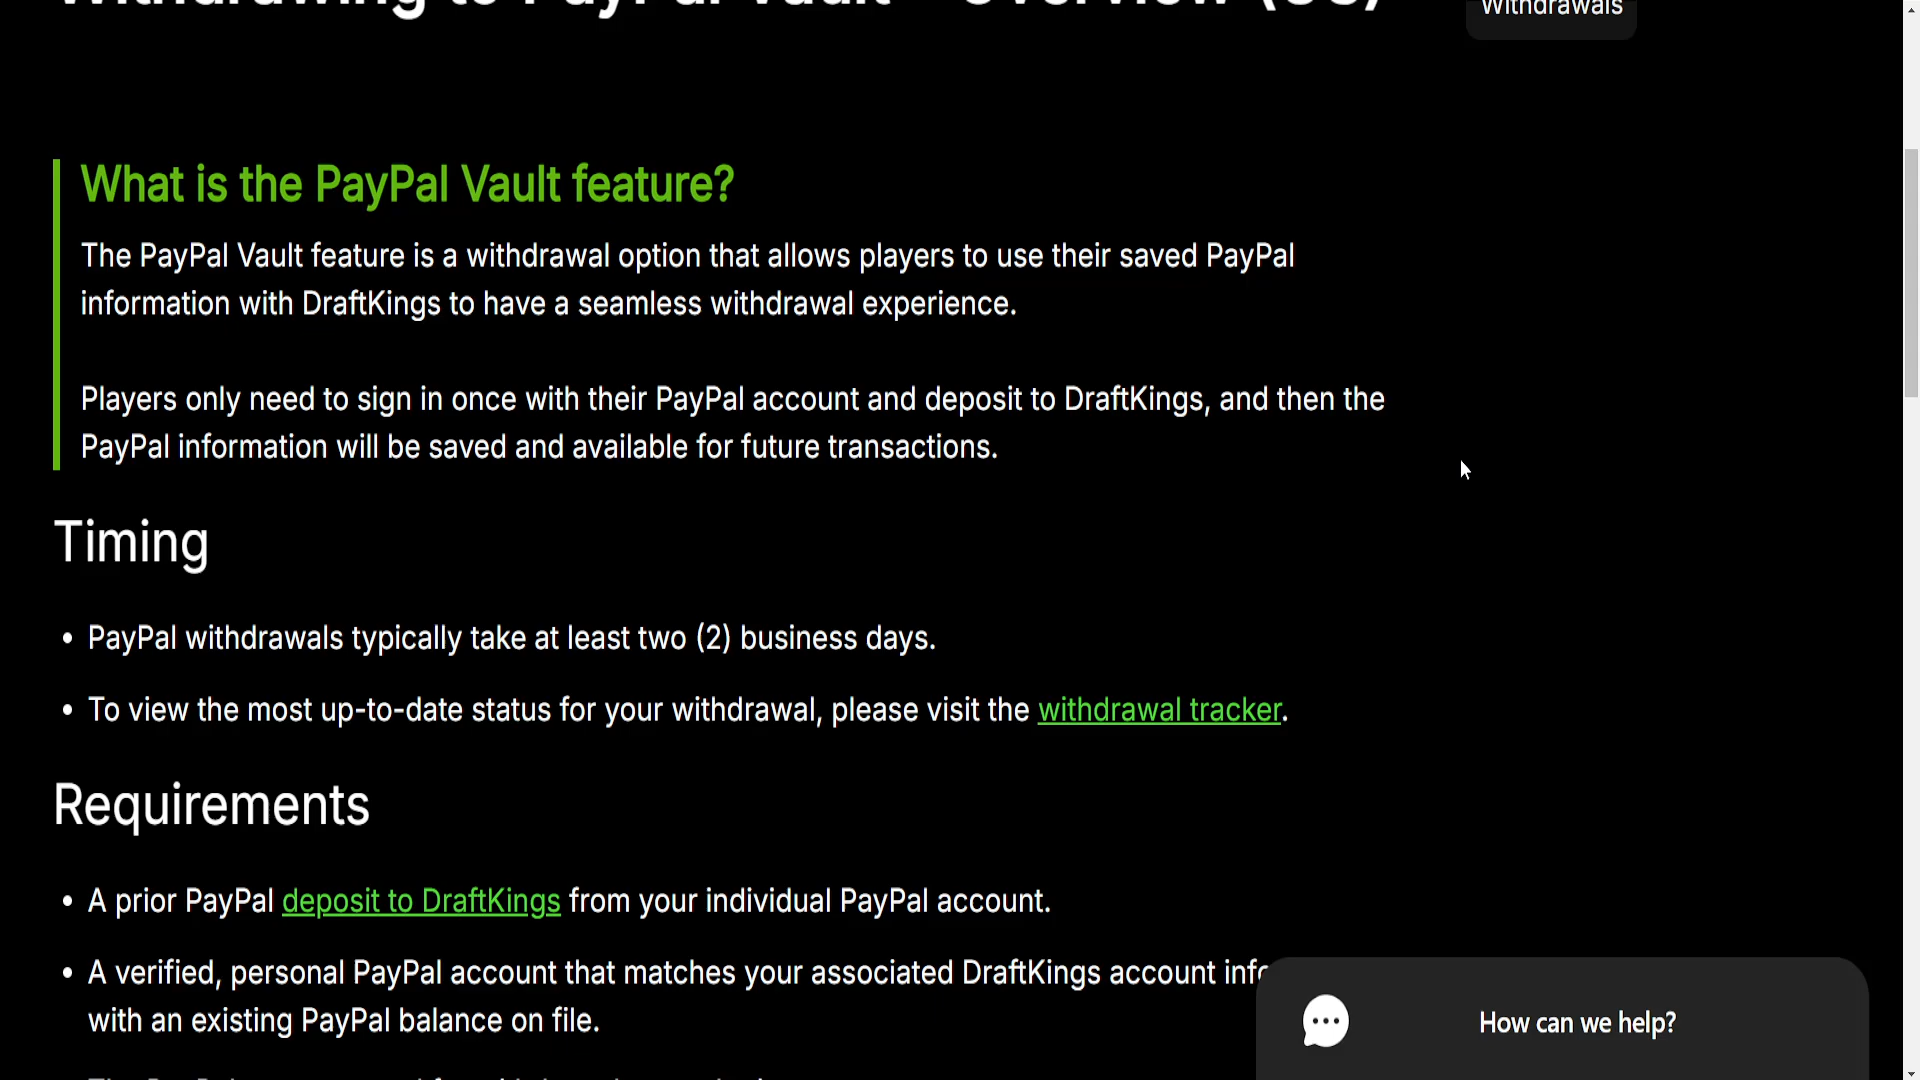 Withdrawing to PayPal Vault - Overview (US)
Withdrawals
What is the PayPal Vault feature?
The PayPal Vault feature is a withdrawal option that allows players to use their saved PayPal
information with DraftKings to have a seamless withdrawal experience.
Players only need to sign in once with their PayPal account and deposit to DraftKings, and then the
PayPal information will be saved and available for future transactions.
Timing
• PayPal withdrawals typically take at least two (2) business days.
• To view the most up-to-date status for your withdrawal, please visit the withdrawal tracker.
Requirements
• A prior PayPal deposit to DraftKings from your individual PayPal account.
• A verified, personal PayPal account that matches your associated DraftKings account
with an existing PayPal balance on file.
How can we help?